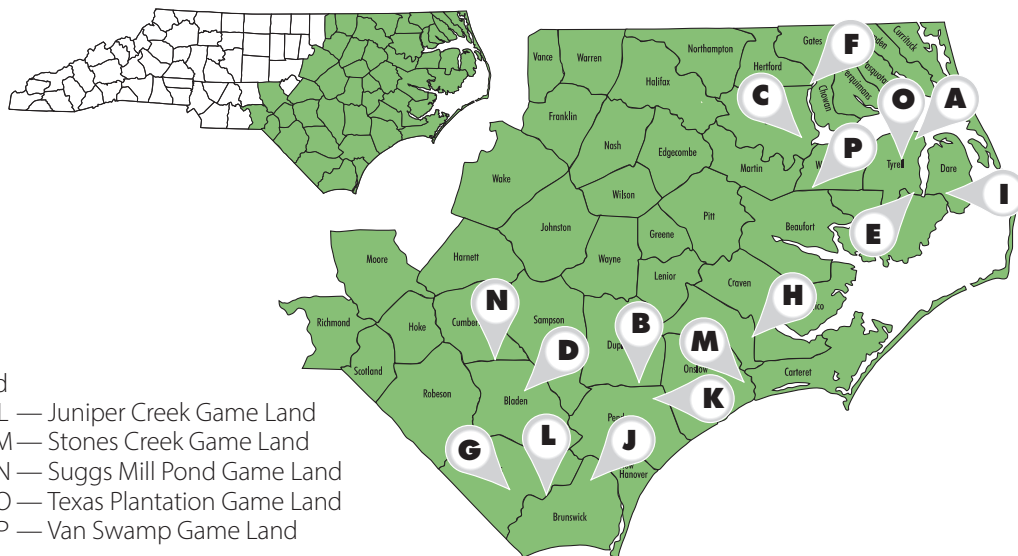 Gates
Currituck
F
Northampton
Vance
Warren
Hertford
Halifax
C
O
A
Chowan
Franklin
Nash
Edgecombe
P
Martin
Tyrell
Dare
Wake
I
Wilson
Pitt
E
Johnston
Greene
Beaufort
Wayne
Moore
Harnett
Lenior
Craven
H
N
Richmond
Hoke
Sampson
B
D
M
Scotland
Carteret
Robeson
Bladen
K
L — Juniper Creek Game Land
Stones Creek Game Land
G
L
J
N — Suggs Mill Pond Game Land
Hanover
— Texas Plantation Game Land
Brunswick
P — Van Swamp Game Land